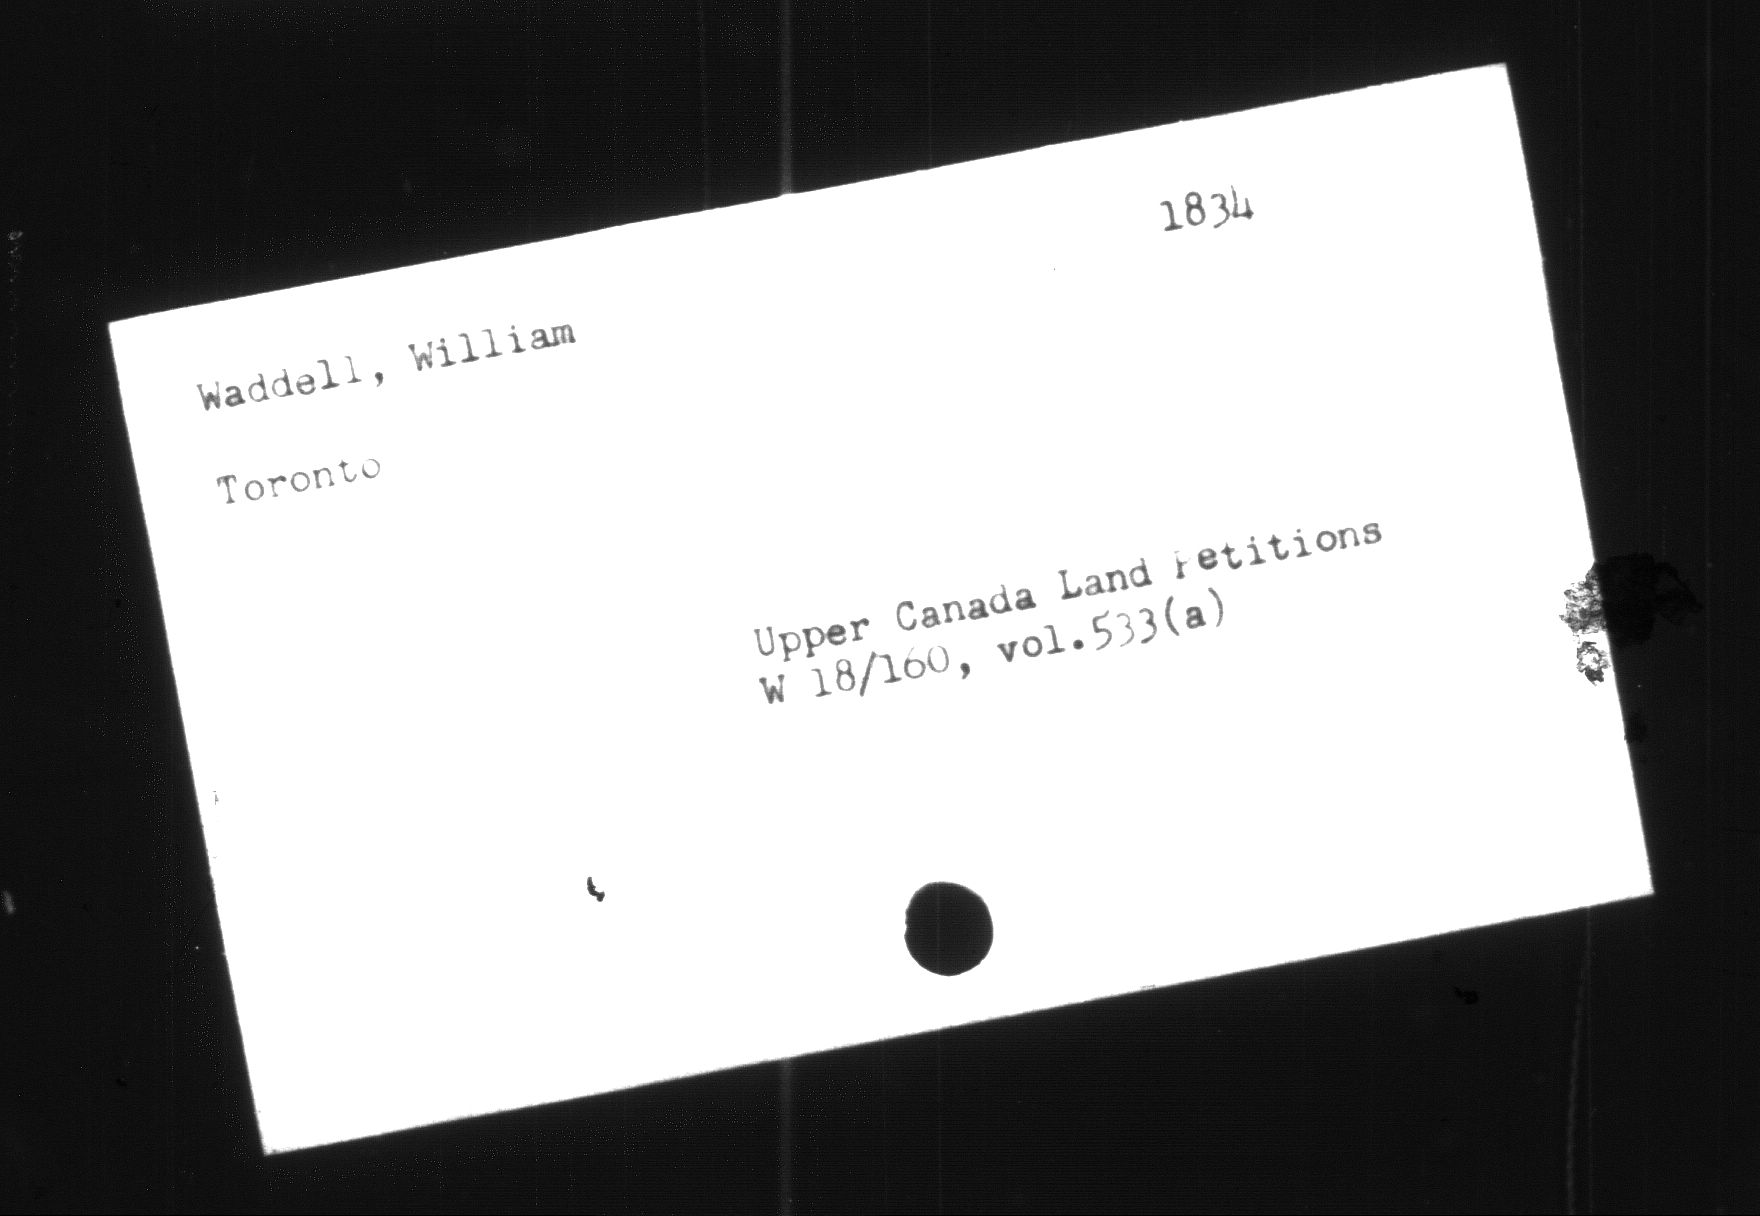 1834
Waddell, William
Toronto
Upper Canada Land Petitions
W 18/160, vol.533(a)